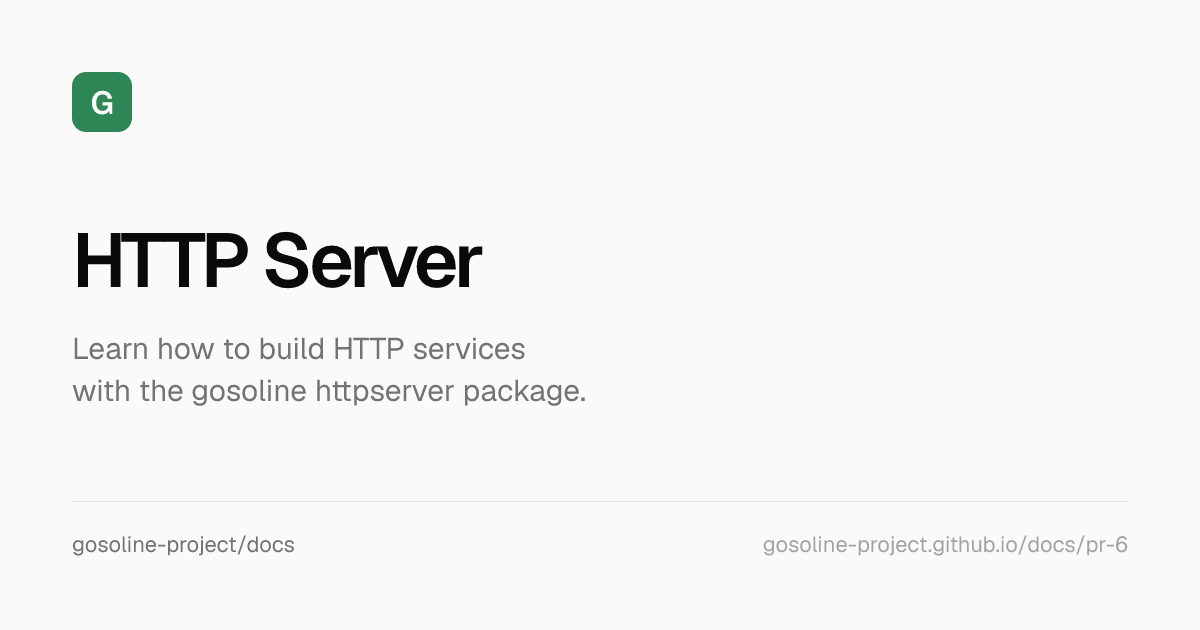 G
HTTP Server
Learn how to build HTTP services
with the gosoline httpserver package.
gosoline-project/docs
gosoline-project.github.io/docs/pr-6